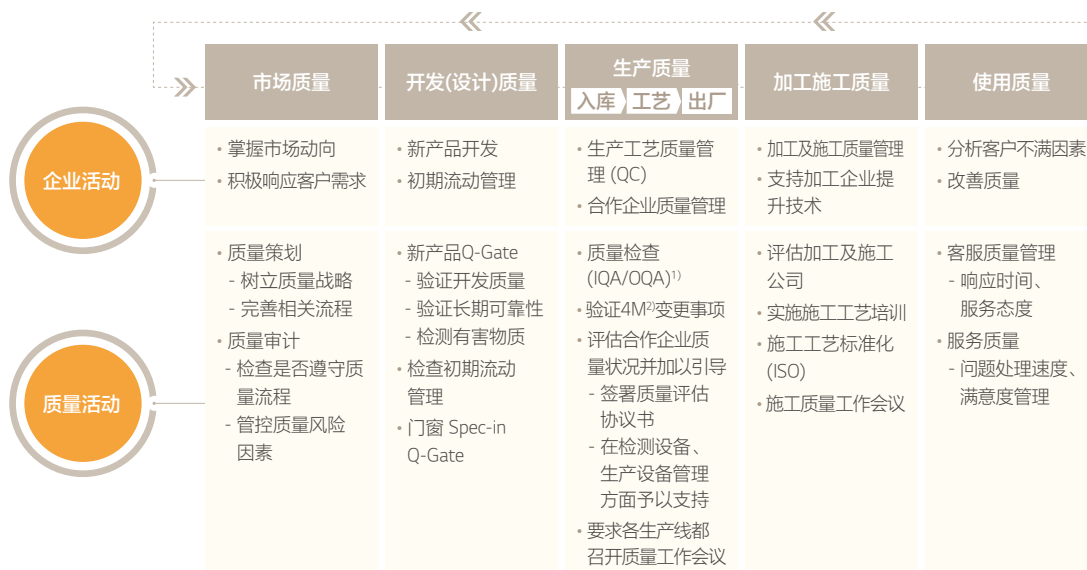 市场质量
开发(设计)质量
生产质量
入库 工艺 出厂
加工施工质量
使用质量
企业活动
• 掌握市场动向
• 积极响应客户需求
• 新产品开发
• 初期流动管理
• 生产工艺质量管
理 (QC)
• 合作企业质量管理
• 加工及施工质量管理
• 支持加工企业提
升技术
• 分析客户不满因素
• 改善质量
质量活动
• 质量策划
- 树立质量战略
- 完善相关流程
• 质量审计
- 检查是否遵守质
量流程
- 管控质量风险
因素
• 新产品Q-Gate
- 验证开发质量
- 验证长期可靠性
- 检测有害物质
• 检查初期流动
管理
• 门窗 Spec-in
Q-Gate
• 质量检查
(IQA/OQA)1)
• 验证4M2)变更事项
• 评估合作企业质
量状况并加以引导
- 签署质量评估
协议书
- 在检测设备、
生产设备管理
方面予以支持
• 要求各生产线都
召开质量工作会议
• 评估加工及施工
公司
• 实施施工工艺培训
• 施工工艺标准化
(ISO)
• 施工质量工作会议
• 客服质量管理
- 响应时间、
服务态度
• 服务质量
- 问题处理速度、
满意度管理